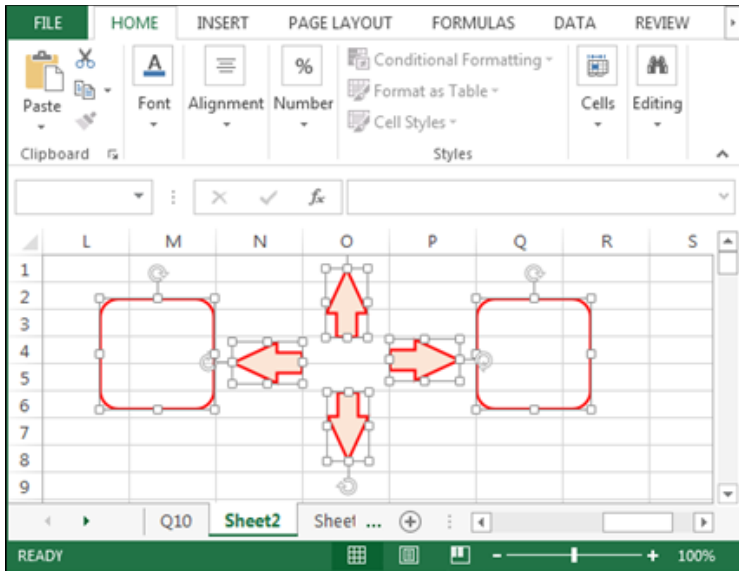 FILE HOME INSERT PAGE LAYOUT FORMULAS DATA REVIEW
Paste
Font
Alignment
%
Number
Conditional Formatting
Format as Table
Cell Styles
Cells
Editing
Clipboard
Styles
fx
L M N O P Q R S
1
2
3
4
5
6
7
8
9
Q10 Sheet2 Sheet ...
READY
100%